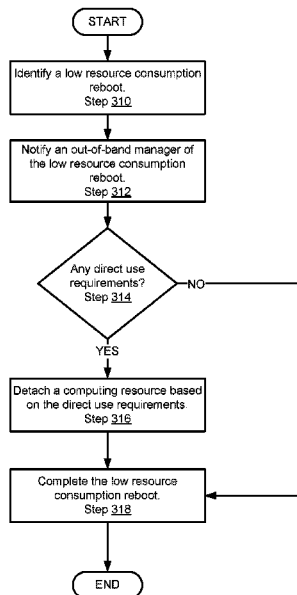 START
Identify a low resource consumption
reboot.
Step 310
Notify an out-of-band manager of
the low resource consumption
reboot.
Step 312
Any direct use
requirements?
Step 314
NO
YES
Detach a computing resource based
on the direct use requirements.
Step 316
Complete the low resource
consumption reboot.
Step 318
END